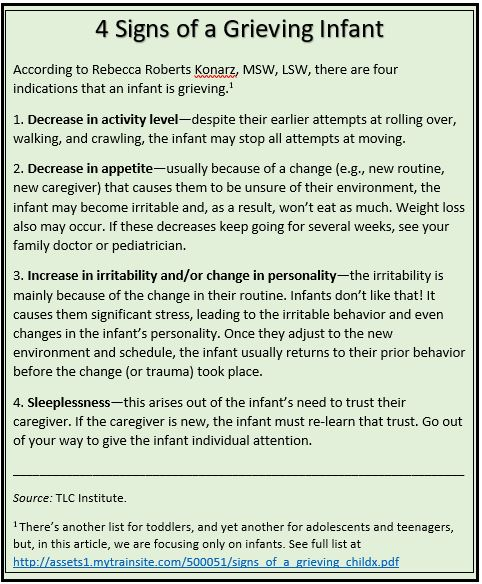 4 Signs of a Grieving Infant
According to Rebecca Roberts Konarz, MSW, LSW, there are four
indications that an infant is grieving.¹
1. Decrease in activity level—despite their earlier attempts at rolling over,
walking, and crawling, the infant may stop all attempts at moving.
2. Decrease in appetite—usually because of a change (e.g., new routine,
new caregiver) that causes them to be unsure of their environment, the
infant may become irritable and, as a result, won't eat as much. Weight loss
also may occur. If these decreases keep going for several weeks, see your
family doctor or pediatrician.
3. Increase in irritability and/or change in personality—the irritability is
mainly because of the change in their routine. Infants don't like that! It
causes them significant stress, leading to the irritable behavior and even
changes in the infant's personality. Once they adjust to the new
environment and schedule, the infant usually returns to their prior behavior
before the change (or trauma) took place.
4. Sleeplessness—this arises out of the infant's need to trust their
caregiver. If the caregiver is new, the infant must re-learn that trust. Go out
of your way to give the infant individual attention.
Source: TLC Institute.
¹ There's another list for toddlers, and yet another for adolescents and teenagers,
but, in this article, we are focusing only on infants. See full list at
http://assets1.mytrainsite.com/500051/signs_of_a_grieving_childx.pdf